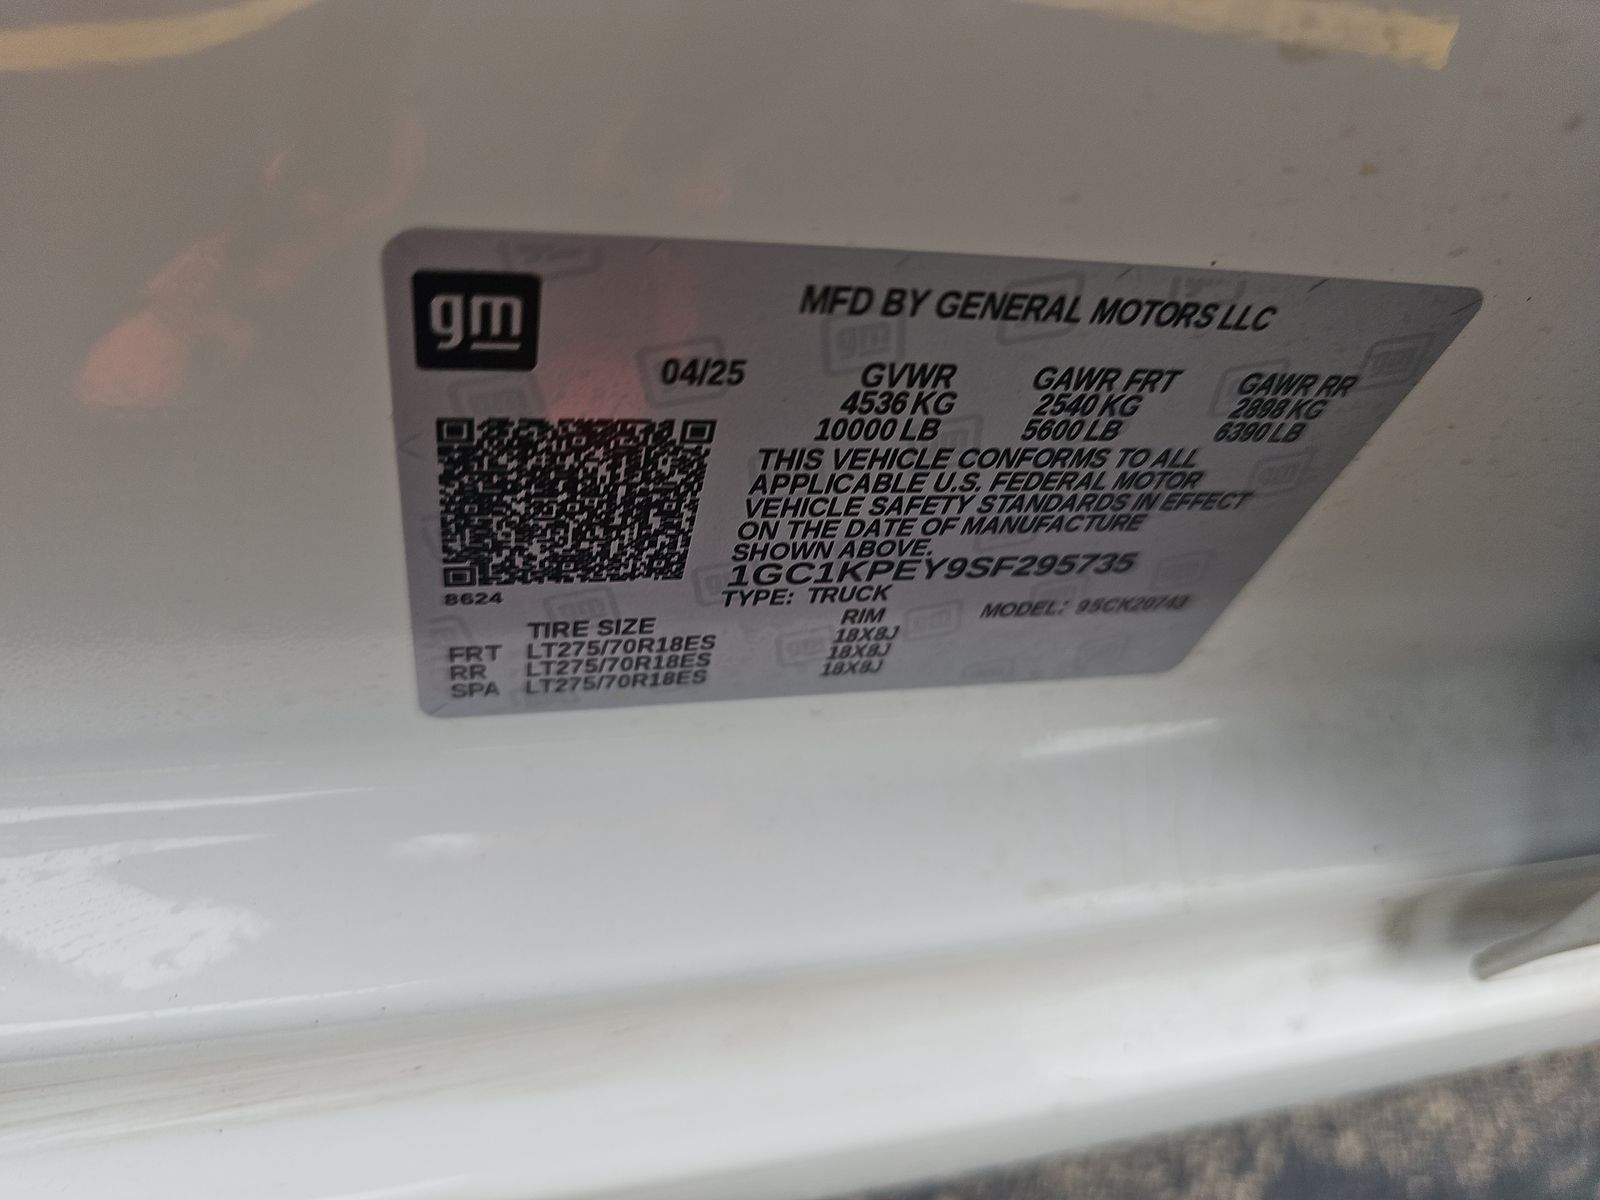 gm
MFD BY GENERAL MOTORS LLC
04/25
GVWR GAWR FRT GAWR RR
4536 KG 2540 KG 2898 KG
10000 LB 5600 LB 6390 LB
THIS VEHICLE CONFORMS TO ALL
APPLICABLE U.S. FEDERAL MOTOR
VEHICLE SAFETY STANDARDS IN EFFECT
ON THE DATE OF MANUFACTURE
SHOWN ABOVE.
1GC1KPEY9SF295735
8624
TYPE: TRUCK MODEL:
TIRE SIZE RIM
FRT LT275/70R18ES 18X8J
RR LT275/70R18ES 18X8J
SPA LT275/70R18ES 18X8J